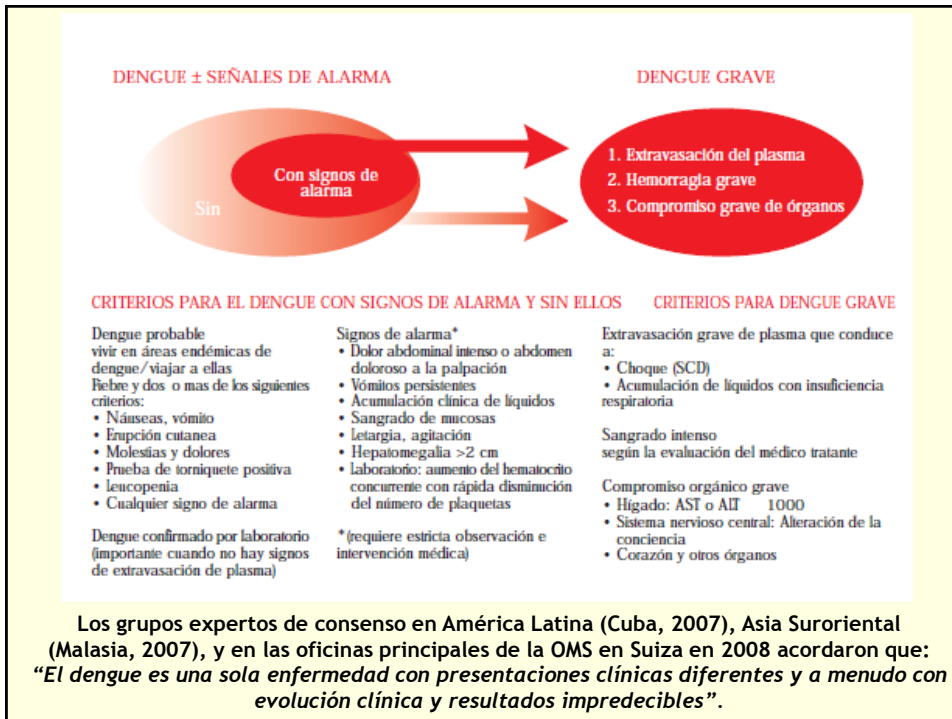 DENGUE ± SEÑALES DE ALARMA
DENGUE GRAVE
Con signos de
alarma
Sin
1. Extravasación del plasma
2. Hemorragia grave
3. Compromiso grave de órganos
CRITERIOS PARA EL DENGUE CON SIGNOS DE ALARMA Y SIN ELLOS
CRITERIOS PARA DENGUE GRAVE
Dengue probable
vivir en áreas endémicas de
dengue/viajar a ellas
Fiebre y dos o mas de los siguientes
criterios:
• Náuseas, vómito
• Erupción cutanea
• Molestias y dolores
• Prueba de torniquete positiva
• Leucopenia
• Cualquier signo de alarma
Dengue confirmado por laboratorio
(importante cuando no hay signos
de extravasación de plasma)
Signos de alarma*
• Dolor abdominal intenso o abdomen
doloroso a la palpación
• Vómitos persistentes
• Acumulación clínica de líquidos
• Sangrado de mucosas
• Letargia, agitación
• Hepatomegalia >2 cm
• Laboratorio: aumento del hematocrito
concurrente con rápida disminución
del número de plaquetas
*(requiere estricta observación e
intervención médica)
Extravasación grave de plasma que conduce
a:
• Choque (SCD)
• Acumulación de líquidos con insuficiencia
respiratoria
Sangrado intenso
según la evaluación del médico tratante
Compromiso orgánico grave
• Hígado: AST o ALT 1000
• Sistema nervioso central: Alteración de la
conciencia
• Corazón y otros órganos
Los grupos expertos de consenso en América Latina (Cuba, 2007), Asia Suroriental
(Malasia, 2007), y en las oficinas principales de la OMS en Suiza en 2008 acordaron que:
“El dengue es una sola enfermedad con presentaciones clínicas diferentes y a menudo con
evolución clínica y resultados impredecibles”.